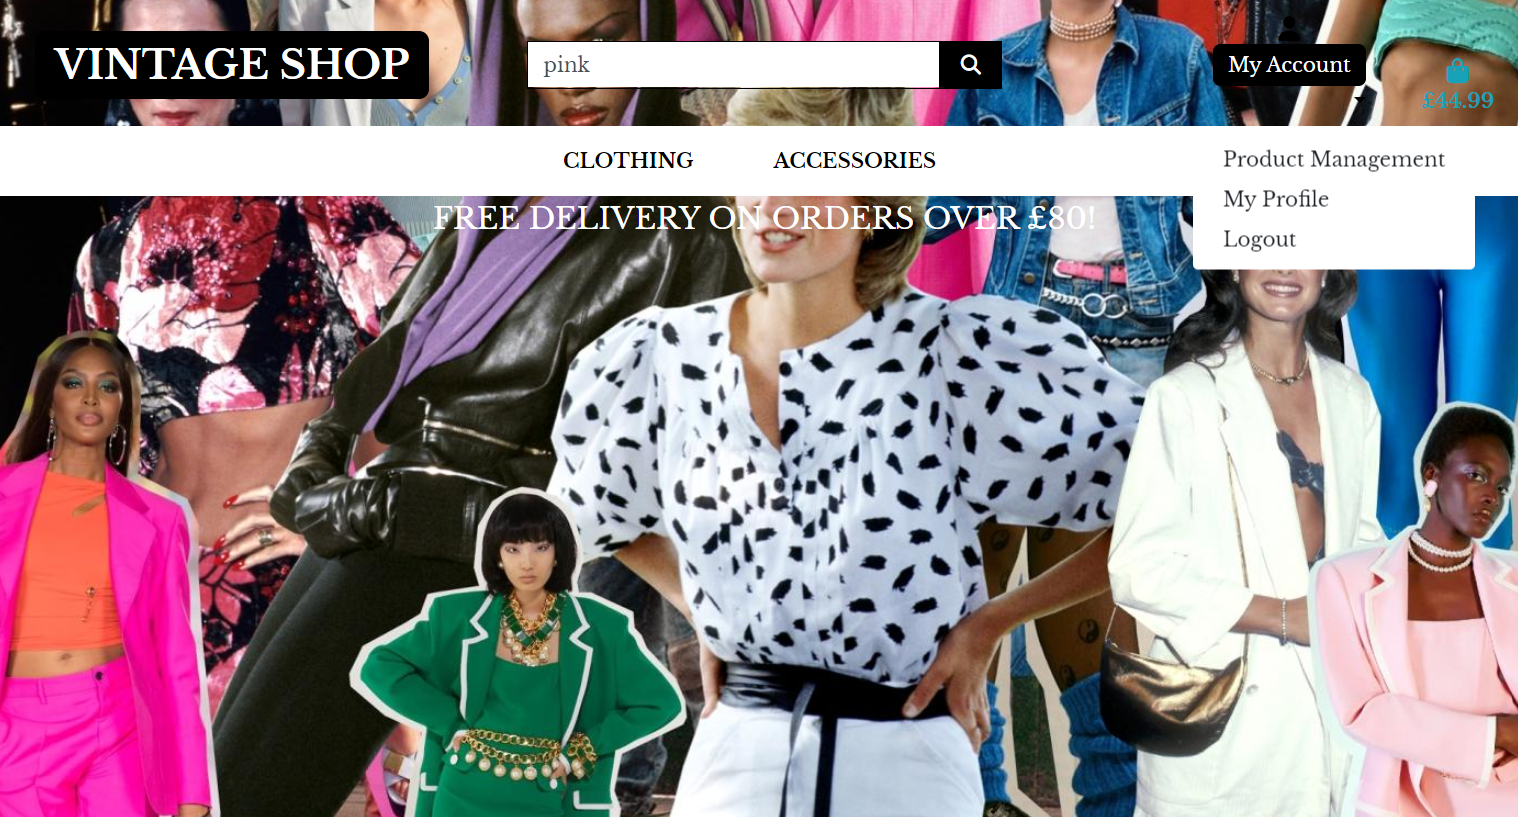 VINTAGE SHOP
pink
My Account
£44.99
CLOTHING
ACCESSORIES
Product Management
My Profile
Logout
FREE DELIVERY ON ORDERS OVER £80!